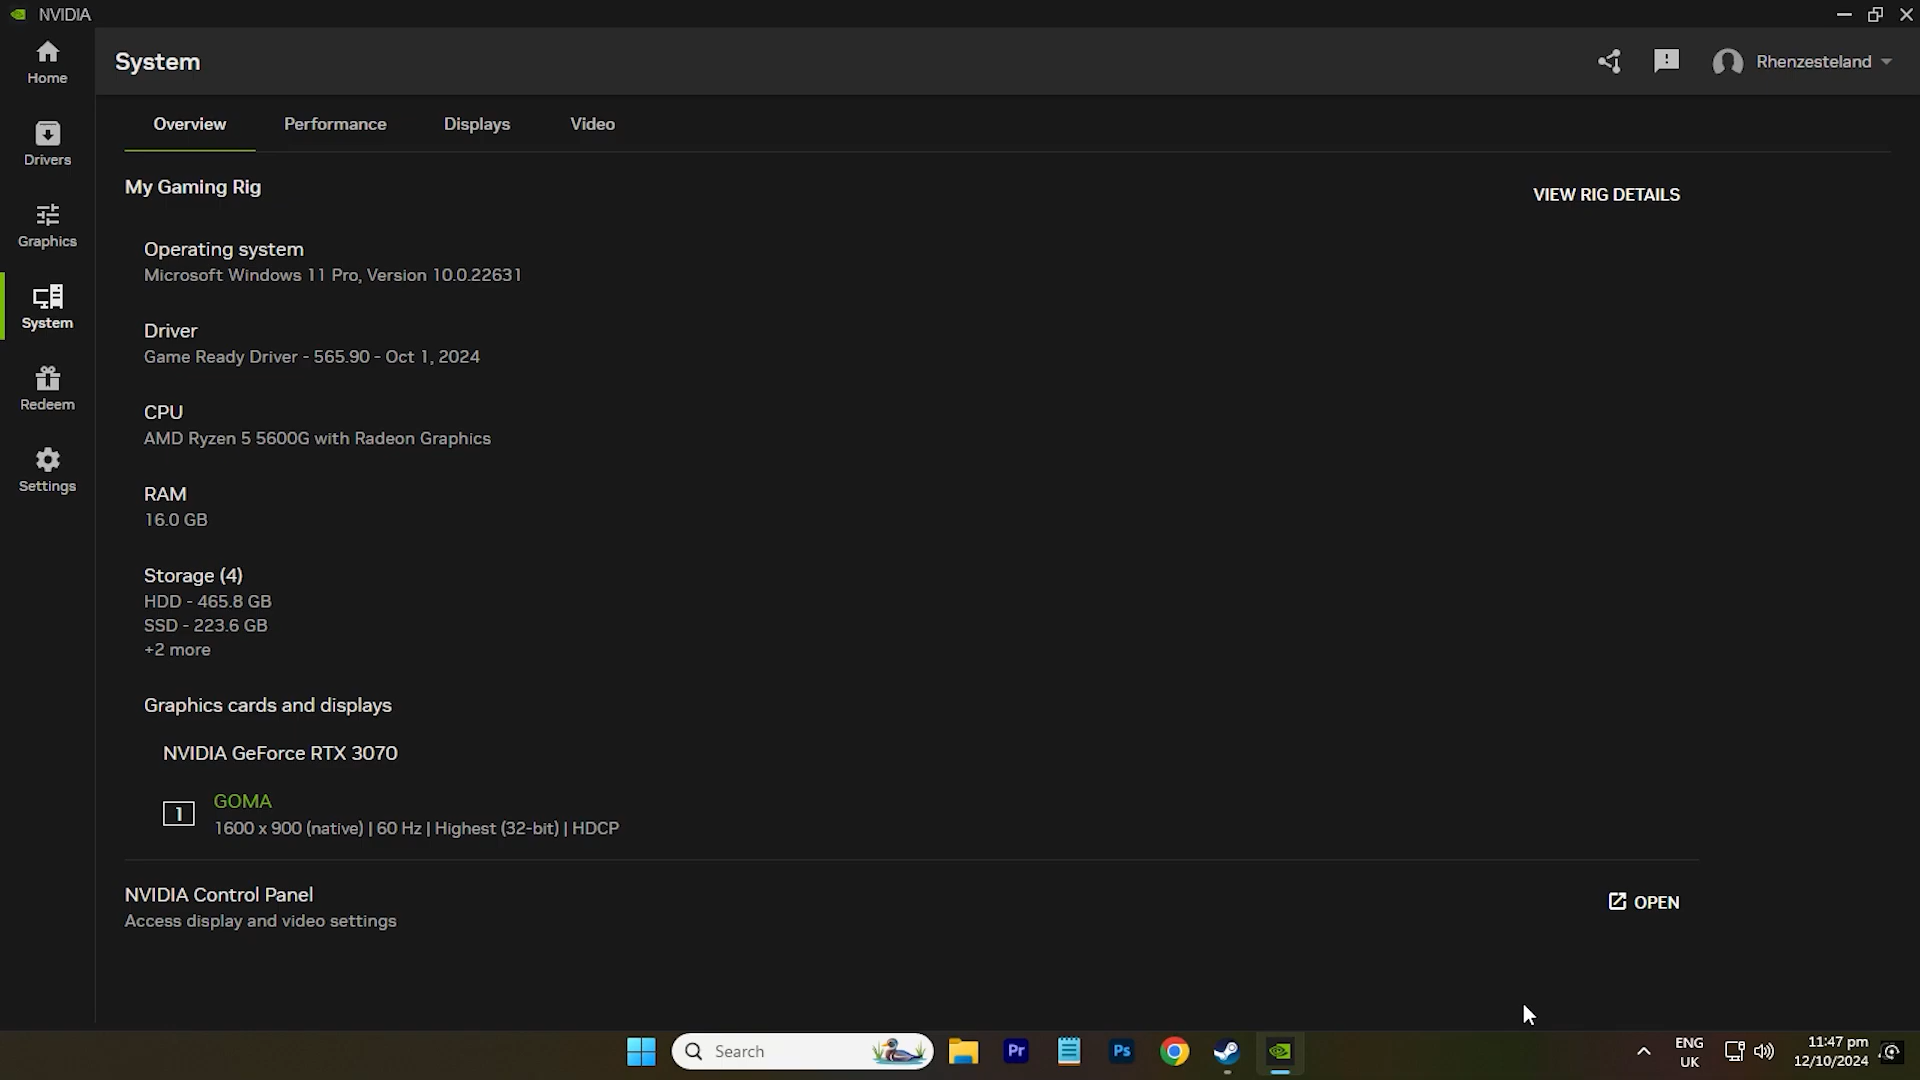 NVIDIA
Home
System
Rhenzesteland
Overview
Performance
Displays
Video
Drivers
My Gaming Rig
VIEW RIG DETAILS
Graphics
Operating system
Microsoft Windows 11 Pro, Version 10.0.22631
System
Driver
Game Ready Driver - 565.90 - Oct 1, 2024
Redeem
CPU
AMD Ryzen 5 5600G with Radeon Graphics
Settings
RAM
16.0 GB
Storage (4)
HDD - 465.8 GB
SSD - 223.6 GB
+2 more
Graphics cards and displays
NVIDIA GeForce RTX 3070
1
GOMA
1600 x 900 (native) | 60 Hz | Highest (32-bit) | HDCP
NVIDIA Control Panel
Access display and video settings
OPEN
Search
Pr
Ps
ENG
UK
11:47 pm
12/10/2024